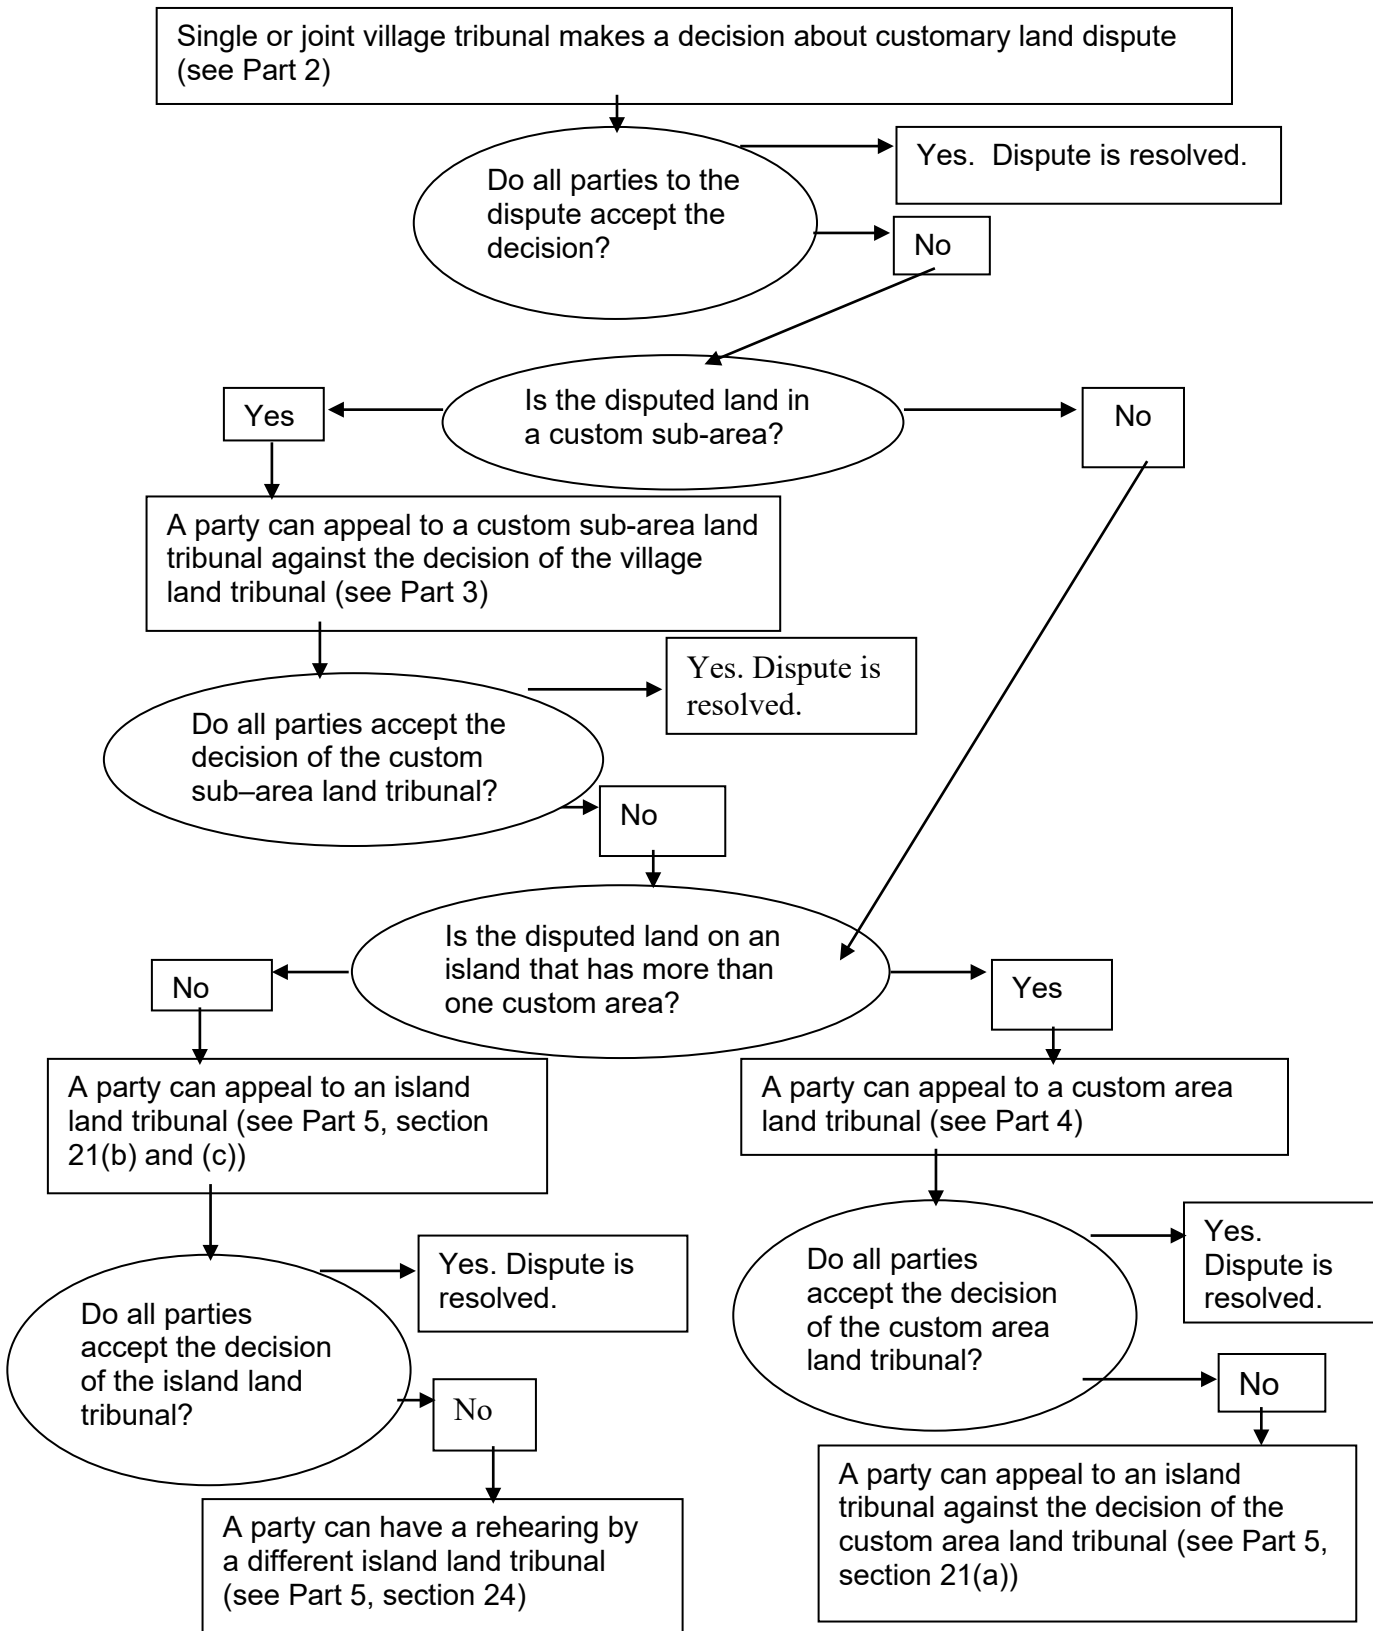 Single or joint village tribunal makes a decision about customary land dispute
(see Part 2)
Yes.  Dispute is resolved.
Do all parties to the
dispute accept the
decision?
No
Is the disputed land in
a custom sub-area?
Yes
No
A party can appeal to a custom sub-area land
tribunal against the decision of the village
land tribunal (see Part 3)
Yes. Dispute is
resolved.
Do all parties accept the
decision of the custom
sub–area land tribunal?
No
Is the disputed land on an
island that has more than
one custom area?
No
Yes
A party can appeal to an island
land tribunal (see Part 5, section
21(b) and (c))
A party can appeal to a custom area
land tribunal (see Part 4)
Do all parties
accept the decision
of the island land
tribunal?
Yes. Dispute is
resolved.
No
A party can have a rehearing by
a different island land tribunal
(see Part 5, section 24)
Do all parties
accept the decision
of the custom area
land tribunal?
Yes.
Dispute is
resolved.
No
A party can appeal to an island
tribunal against the decision of the
custom area land tribunal (see Part 5,
section 21(a))